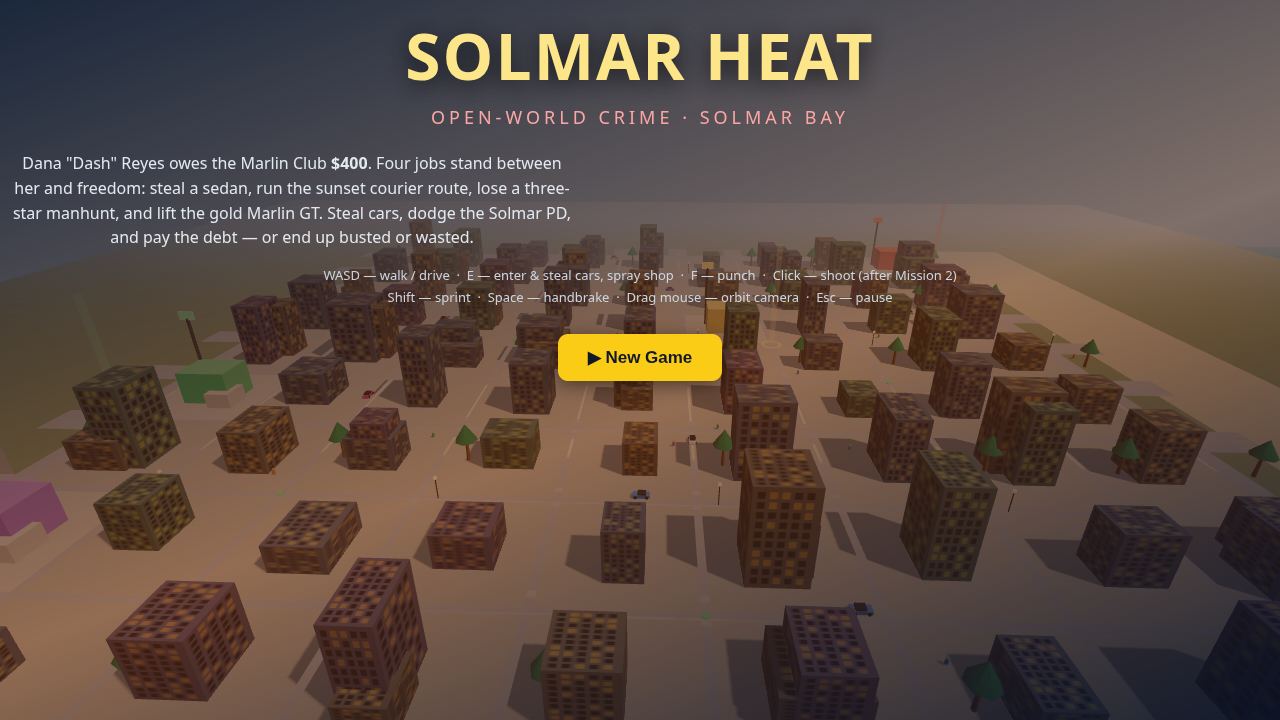 SOLMAR HEAT
OPEN-WORLD CRIME · SOLMAR BAY
Dana "Dash" Reyes owes the Marlin Club $400. Four jobs stand between
her and freedom: steal a sedan, run the sunset courier route, lose a three-
star manhunt, and lift the gold Marlin GT. Steal cars, dodge the Solmar PD,
and pay the debt — or end up busted or wasted.
WASD — walk / drive · E — enter & steal cars, spray shop · F — punch · Click — shoot (after Mission 2)
Shift — sprint · Space — handbrake · Drag mouse — orbit camera · Esc — pause
▶ New Game